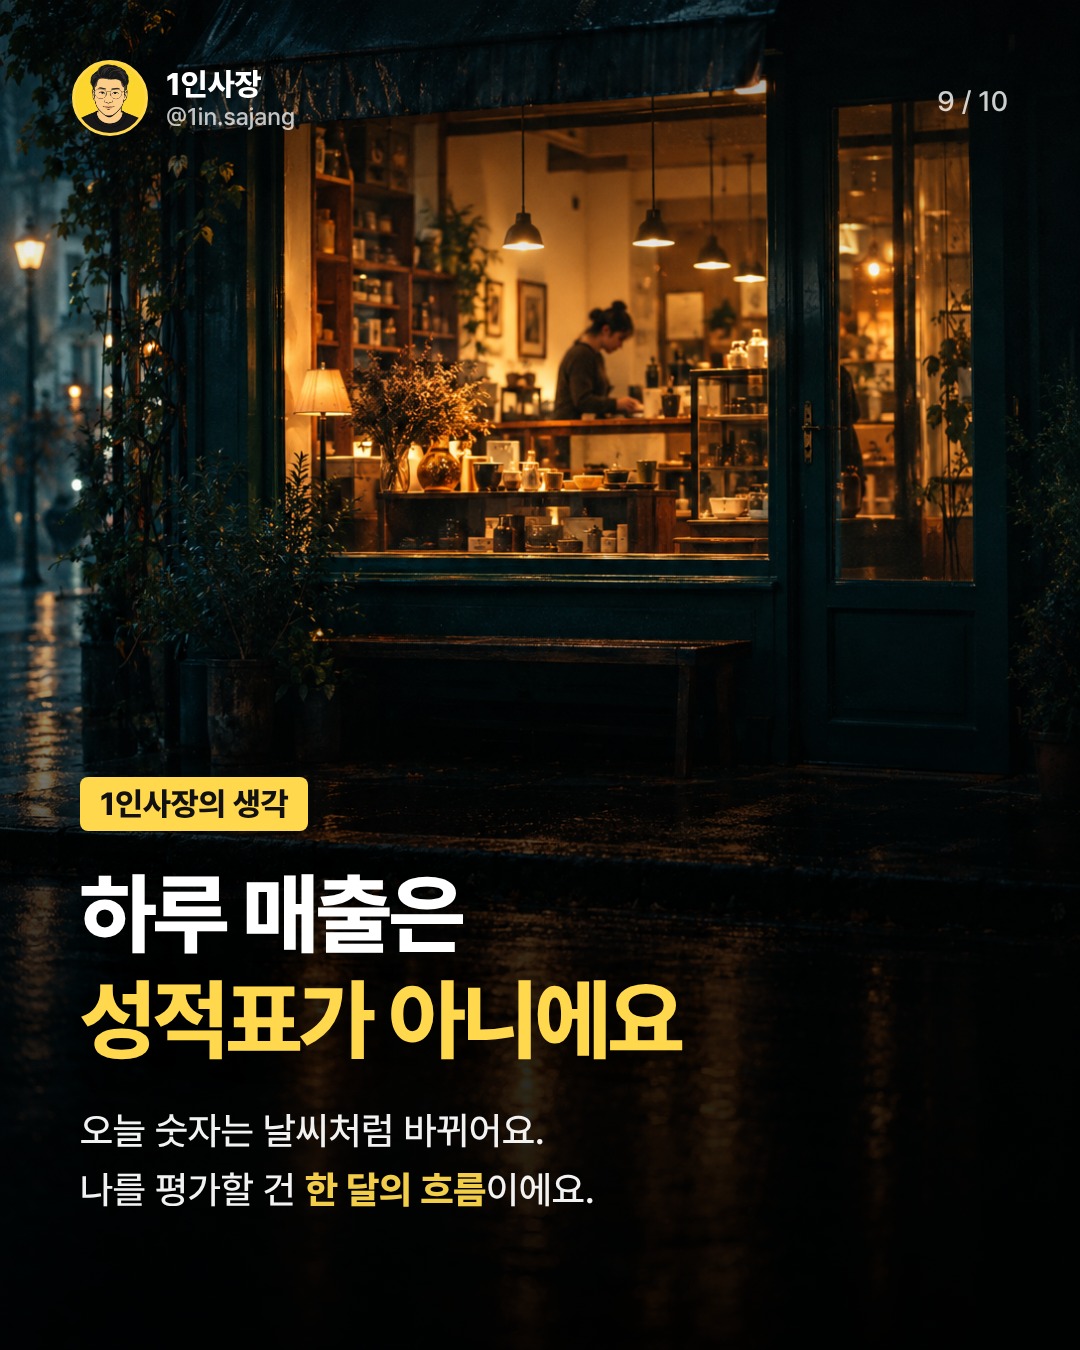 1인사장
@1in.sajang
9 / 10
1인사장의 생각
하루 매출은
성적표가 아니에요
오늘 숫자는 날씨처럼 바뀌어요.
나를 평가할 건 한 달의 흐름이에요.